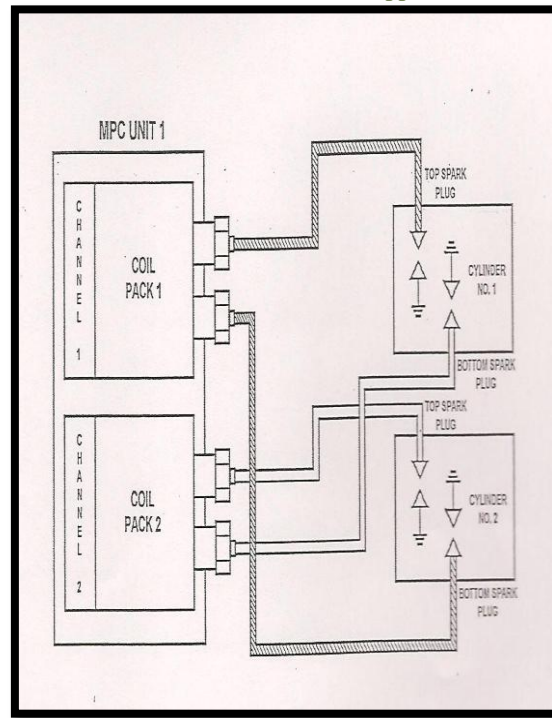 MPC UNIT 1
CHANNEL 1
COIL
PACK 1
TOP SPARK
PLUG
CYLINDER
NO. 1
BOTTOM SPARK
PLUG
CHANNEL 2
COIL
PACK 2
TOP SPARK
PLUG
CYLINDER
NO. 2
BOTTOM SPARK
PLUG